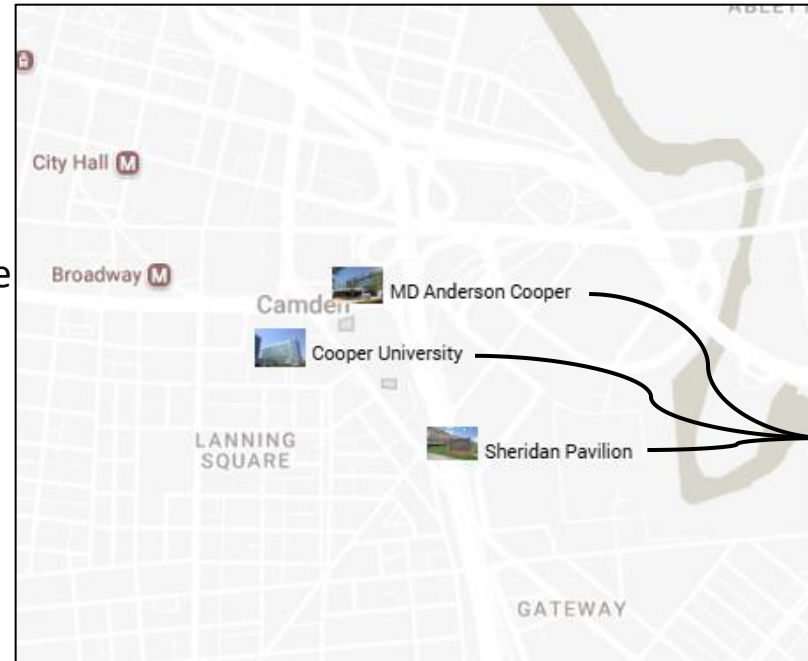 City Hall M
e
Broadway M
MD Anderson Cooper
Camden
Cooper University
LANNING
SQUARE
Sheridan Pavilion
GATEWAY